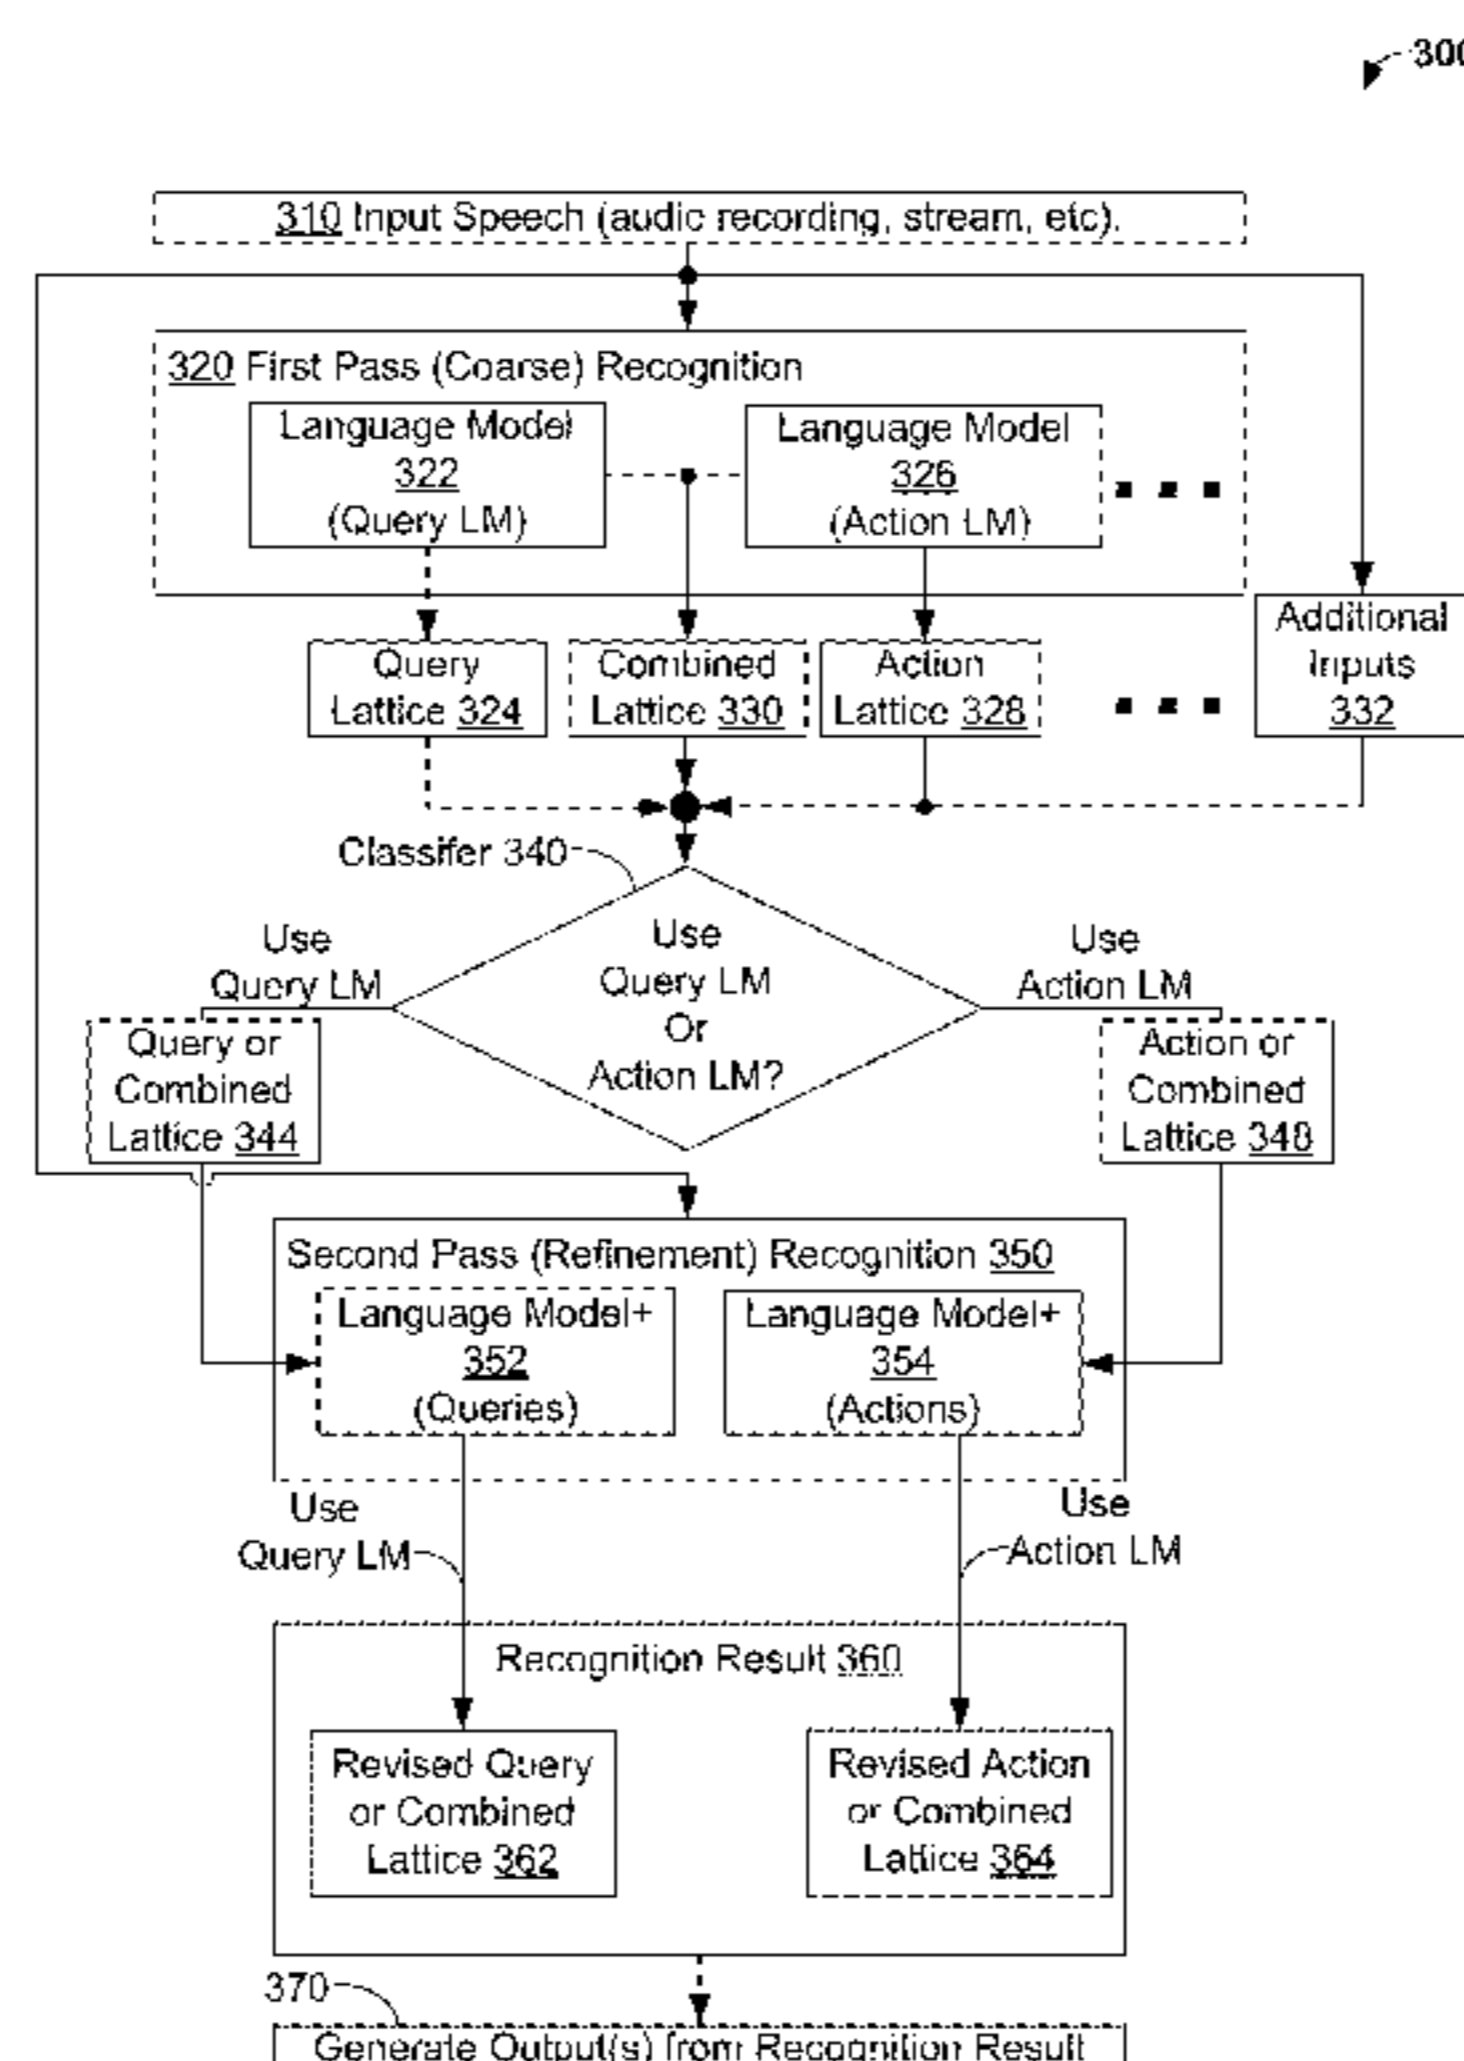 300
310 Input Speech (audio recording, stream, etc).
320 First Pass (Coarse) Recognition
Language Model
322
(Query LM)
Language Model
326
(Action LM)
Query
Lattice 324
Combined
Lattice 330
Action
Lattice 328
Additional
Inputs
332
Classifer 340
Use
Query LM
Use
Query LM
Or
Action LM?
Use
Action LM
Query or
Combined
Lattice 344
Action or
Combined
Lattice 348
Second Pass (Refinement) Recognition 350
Language Model+
352
(Queries)
Language Model+
354
(Actions)
Use
Query LM
Use
Action LM
Recognition Result 360
Revised Query
or Combined
Lattice 362
Revised Action
or Combined
Lattice 364
370
Generate Output(s) from Recognition Result